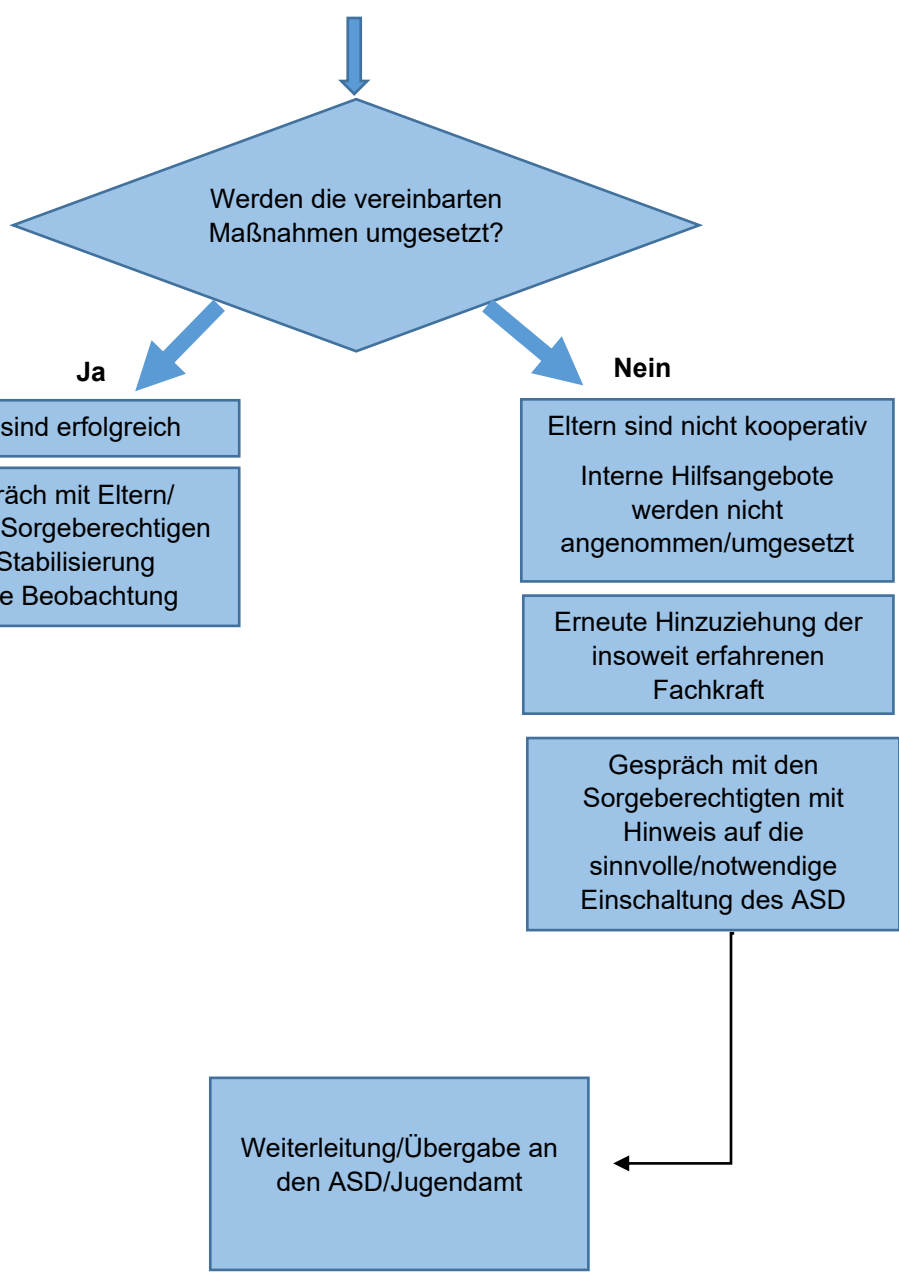 Werden die vereinbarten
Maßnahmen umgesetzt?
Ja
sind erfolgreich
räch mit Eltern/
Sorgeberechtigen
Stabilisierung
e Beobachtung
Nein
Eltern sind nicht kooperativ
Interne Hilfsangebote
werden nicht
angenommen/umgesetzt
Erneute Hinzuziehung der
insoweit erfahrenen
Fachkraft
Gespräch mit den
Sorgeberechtigten mit
Hinweis auf die
sinnvolle/notwendige
Einschaltung des ASD
Weiterleitung/Übergabe an
den ASD/Jugendamt